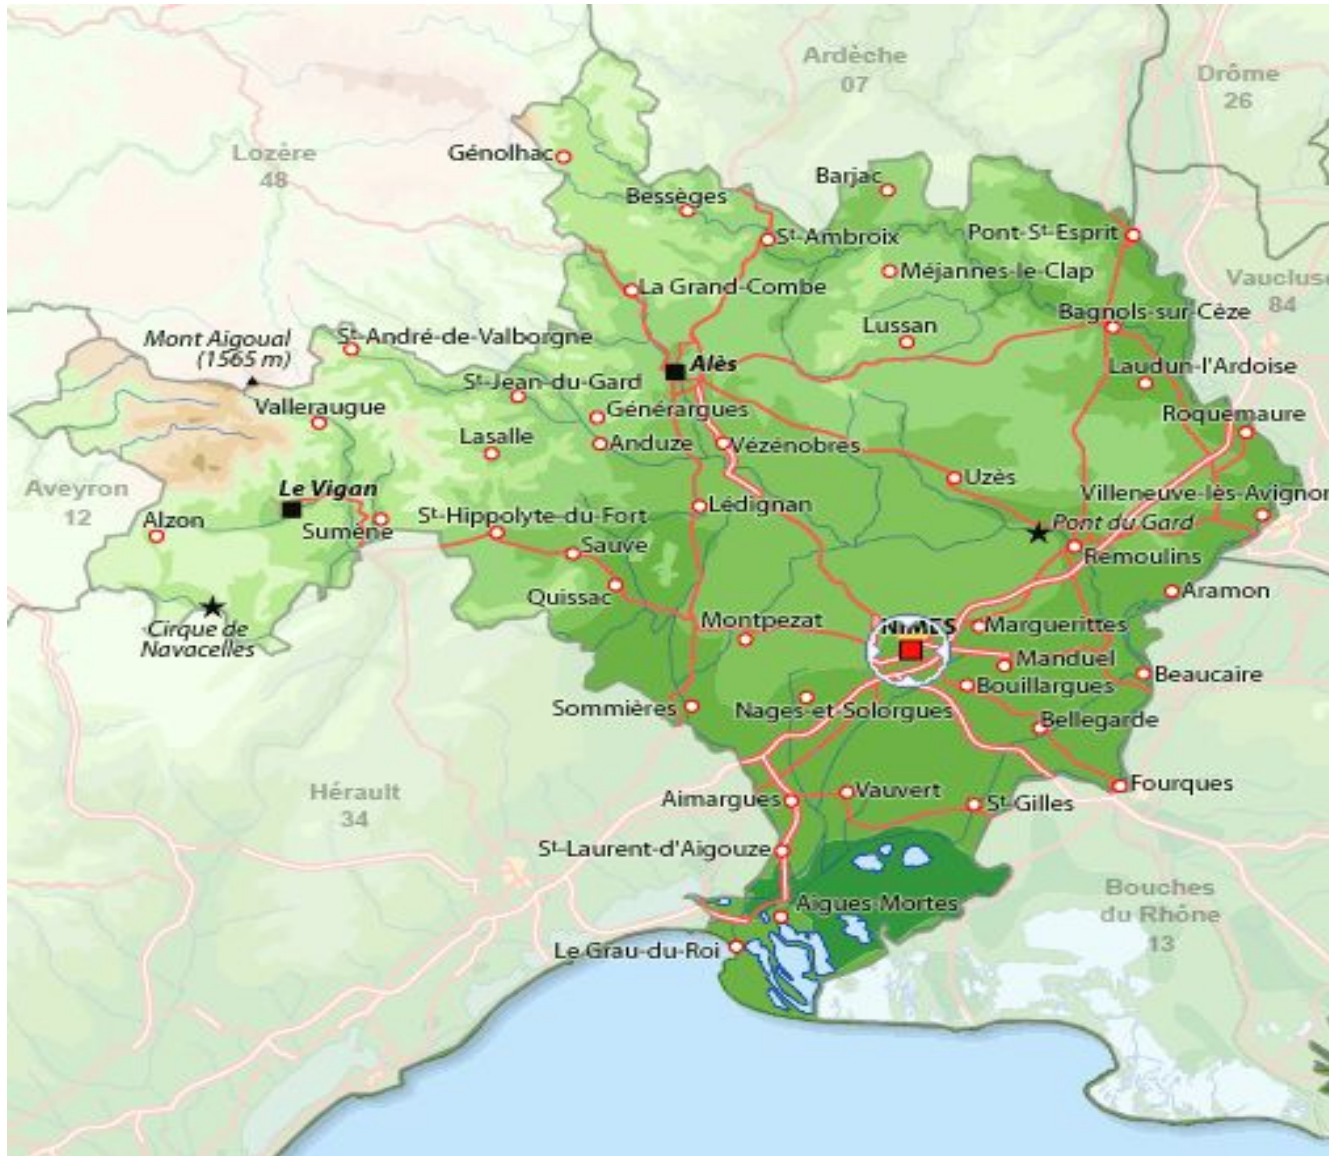 Ardèche
07
Drôme
26
Lozère
48
Génolhac
Barjac
Bessèges
St-Ambroix
Pont-St-Esprit
Méjannes-le-Clap
Vaucluse
84
La Grand-Combe
Bagnols-sur-Cèze
Lussan
Mont Aigoual
(1565 m)
St-André-de-Valborgne
Alès
Laudun-l'Ardoise
St-Jean-du-Gard
Valleraugue
Générargues
Roquemaure
Lasalle
Anduze
Vézénobres
Uzès
Aveyron
12
Le Vigan
Villeneuve-lès-Avignon
Alzon
Sumène
St-Hippolyte-du-Fort
Lédignan
Pont du Gard
Sauve
Remoulins
Quissac
Aramon
Cirque de
Navacelles
Montpezat
NÎMES
Marguerittes
Manduel
Beaucaire
Bouillargues
Sommières
Nages-et-Solorgues
Bellegarde
Hérault
34
Aimargues
Vauvert
St-Gilles
Fourques
St-Laurent-d'Aigouze
Bouches
du Rhône
13
Aigues-Mortes
Le Grau-du-Roi